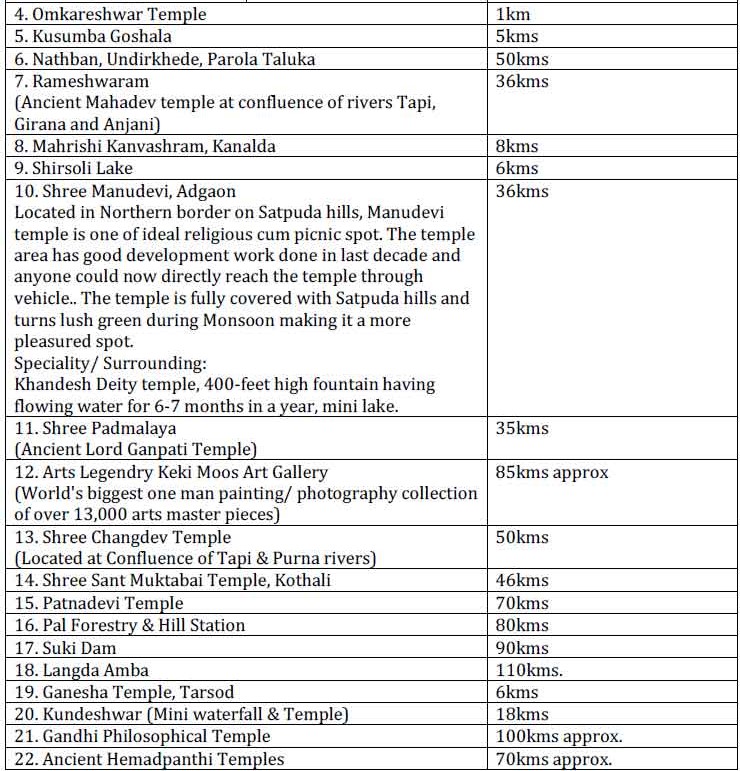 4. Omkareshwar Temple 1km
5. Kusumba Goshala 5kms
6. Nathban, Undirkhede, Parola Taluka 50kms
7. Rameshwaram 36kms
(Ancient Mahadev temple at confluence of rivers Tapi,
Girana and Anjani)
8. Mahrishi Kanvashram, Kanalda 8kms
9. Shirsoli Lake 6kms
10. Shree Manudevi, Adgaon 36kms
Located in Northern border on Satpuda hills, Manudevi
temple is one of ideal religious cum picnic spot. The temple
area has good development work done in last decade and
anyone could now directly reach the temple through
vehicle.. The temple is fully covered with Satpuda hills and
turns lush green during Monsoon making it a more
pleasured spot.
Speciality/ Surrounding:
Khandesh Deity temple, 400-feet high fountain having
flowing water for 6-7 months in a year, mini lake.
11. Shree Padmalaya 35kms
(Ancient Lord Ganpati Temple)
12. Arts Legendry Keki Moos Art Gallery 85kms approx
(World's biggest one man painting/ photography collection
of over 13,000 arts master pieces)
13. Shree Changdev Temple 50kms
(Located at Confluence of Tapi & Purna rivers)
14. Shree Sant Muktabai Temple, Kothali 46kms
15. Patnadevi Temple 70kms
16. Pal Forestry & Hill Station 80kms
17. Suki Dam 90kms
18. Langda Amba 110kms.
19. Ganesha Temple, Tarsod 6kms
20. Kundeshwar (Mini waterfall & Temple) 18kms
21. Gandhi Philosophical Temple 100kms approx.
22. Ancient Hemadpanthi Temples 70kms approx.